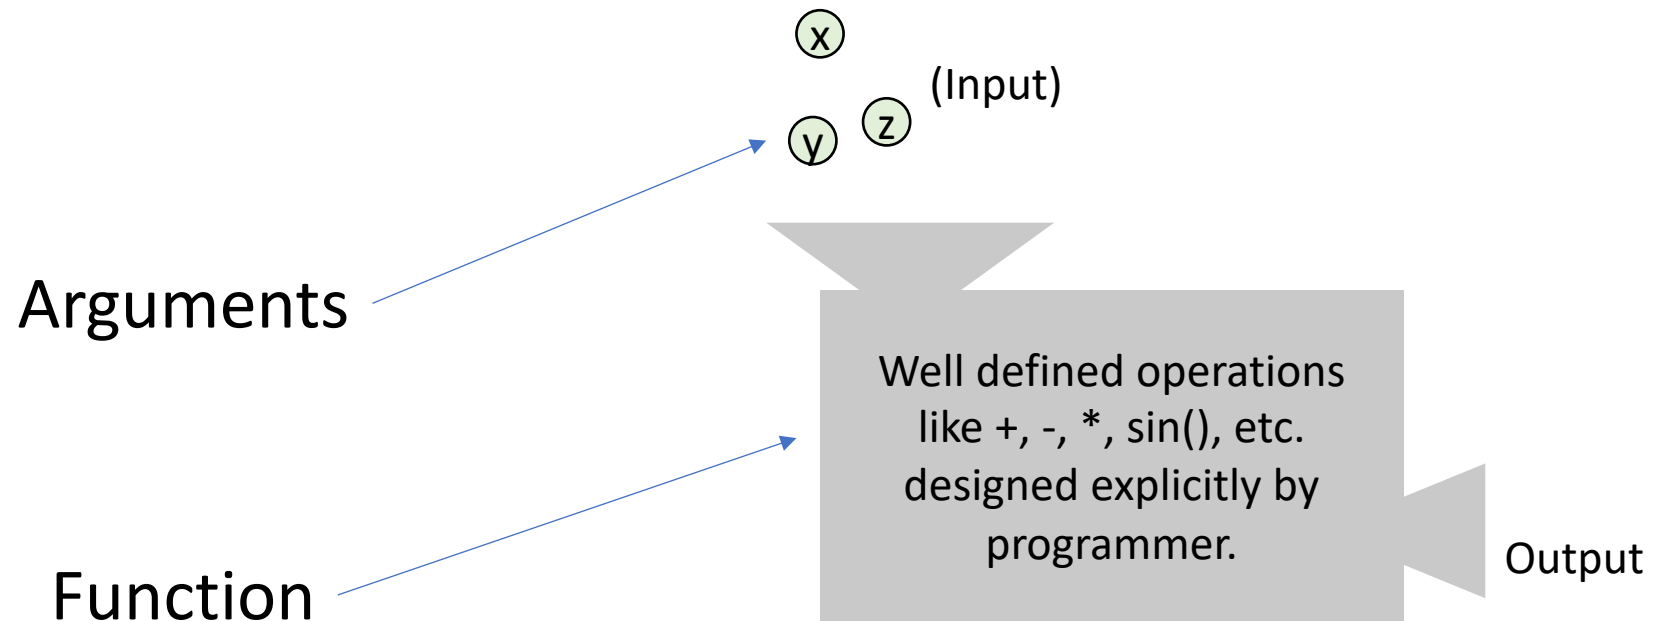 x
(Input)
z
y
Arguments
Well defined operations
like +, -, *, sin(), etc.
designed explicitly by
programmer.
Output
Function